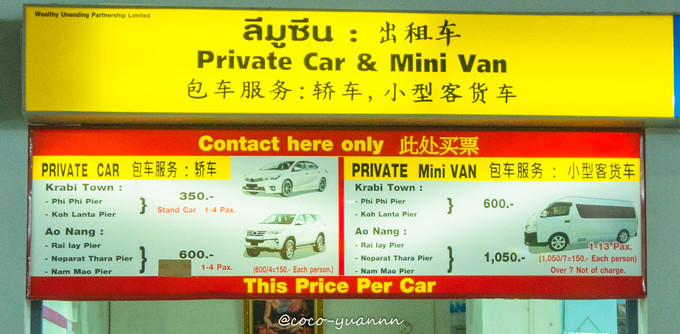 Wealthy Unending Partnership Limited
ลีมูซีน : 出租车
Private Car & Mini Van
包车服务:轿车,小型客货车
Contact here only 此处买票
PRIVATE CAR 包车服务:轿车
Krabi Town :
- Phi Phi Pier
- Koh Lanta Pier
350.-
Stand Car 1-4 Pax.
Ao Nang :
- Rai lay Pier
- Noparat Thara Pier
- Nam Mao Pier
600.-
1-4 Pax.
(600/4=150.- Each person.)
PRIVATE Mini VAN 包车服务 : 小型客货车
Krabi Town :
- Phi Phi Pier
- Koh Lanta Pier
600.-
Ao Nang :
- Rai lay Pier
- Noparat Thara Pier
- Nam Mao Pier
1,050.-
1-13 Pax.
(1,050/7=150.- Each person.)
Over 7 Not of charge.
This Price Per Car
@coco-yuannn